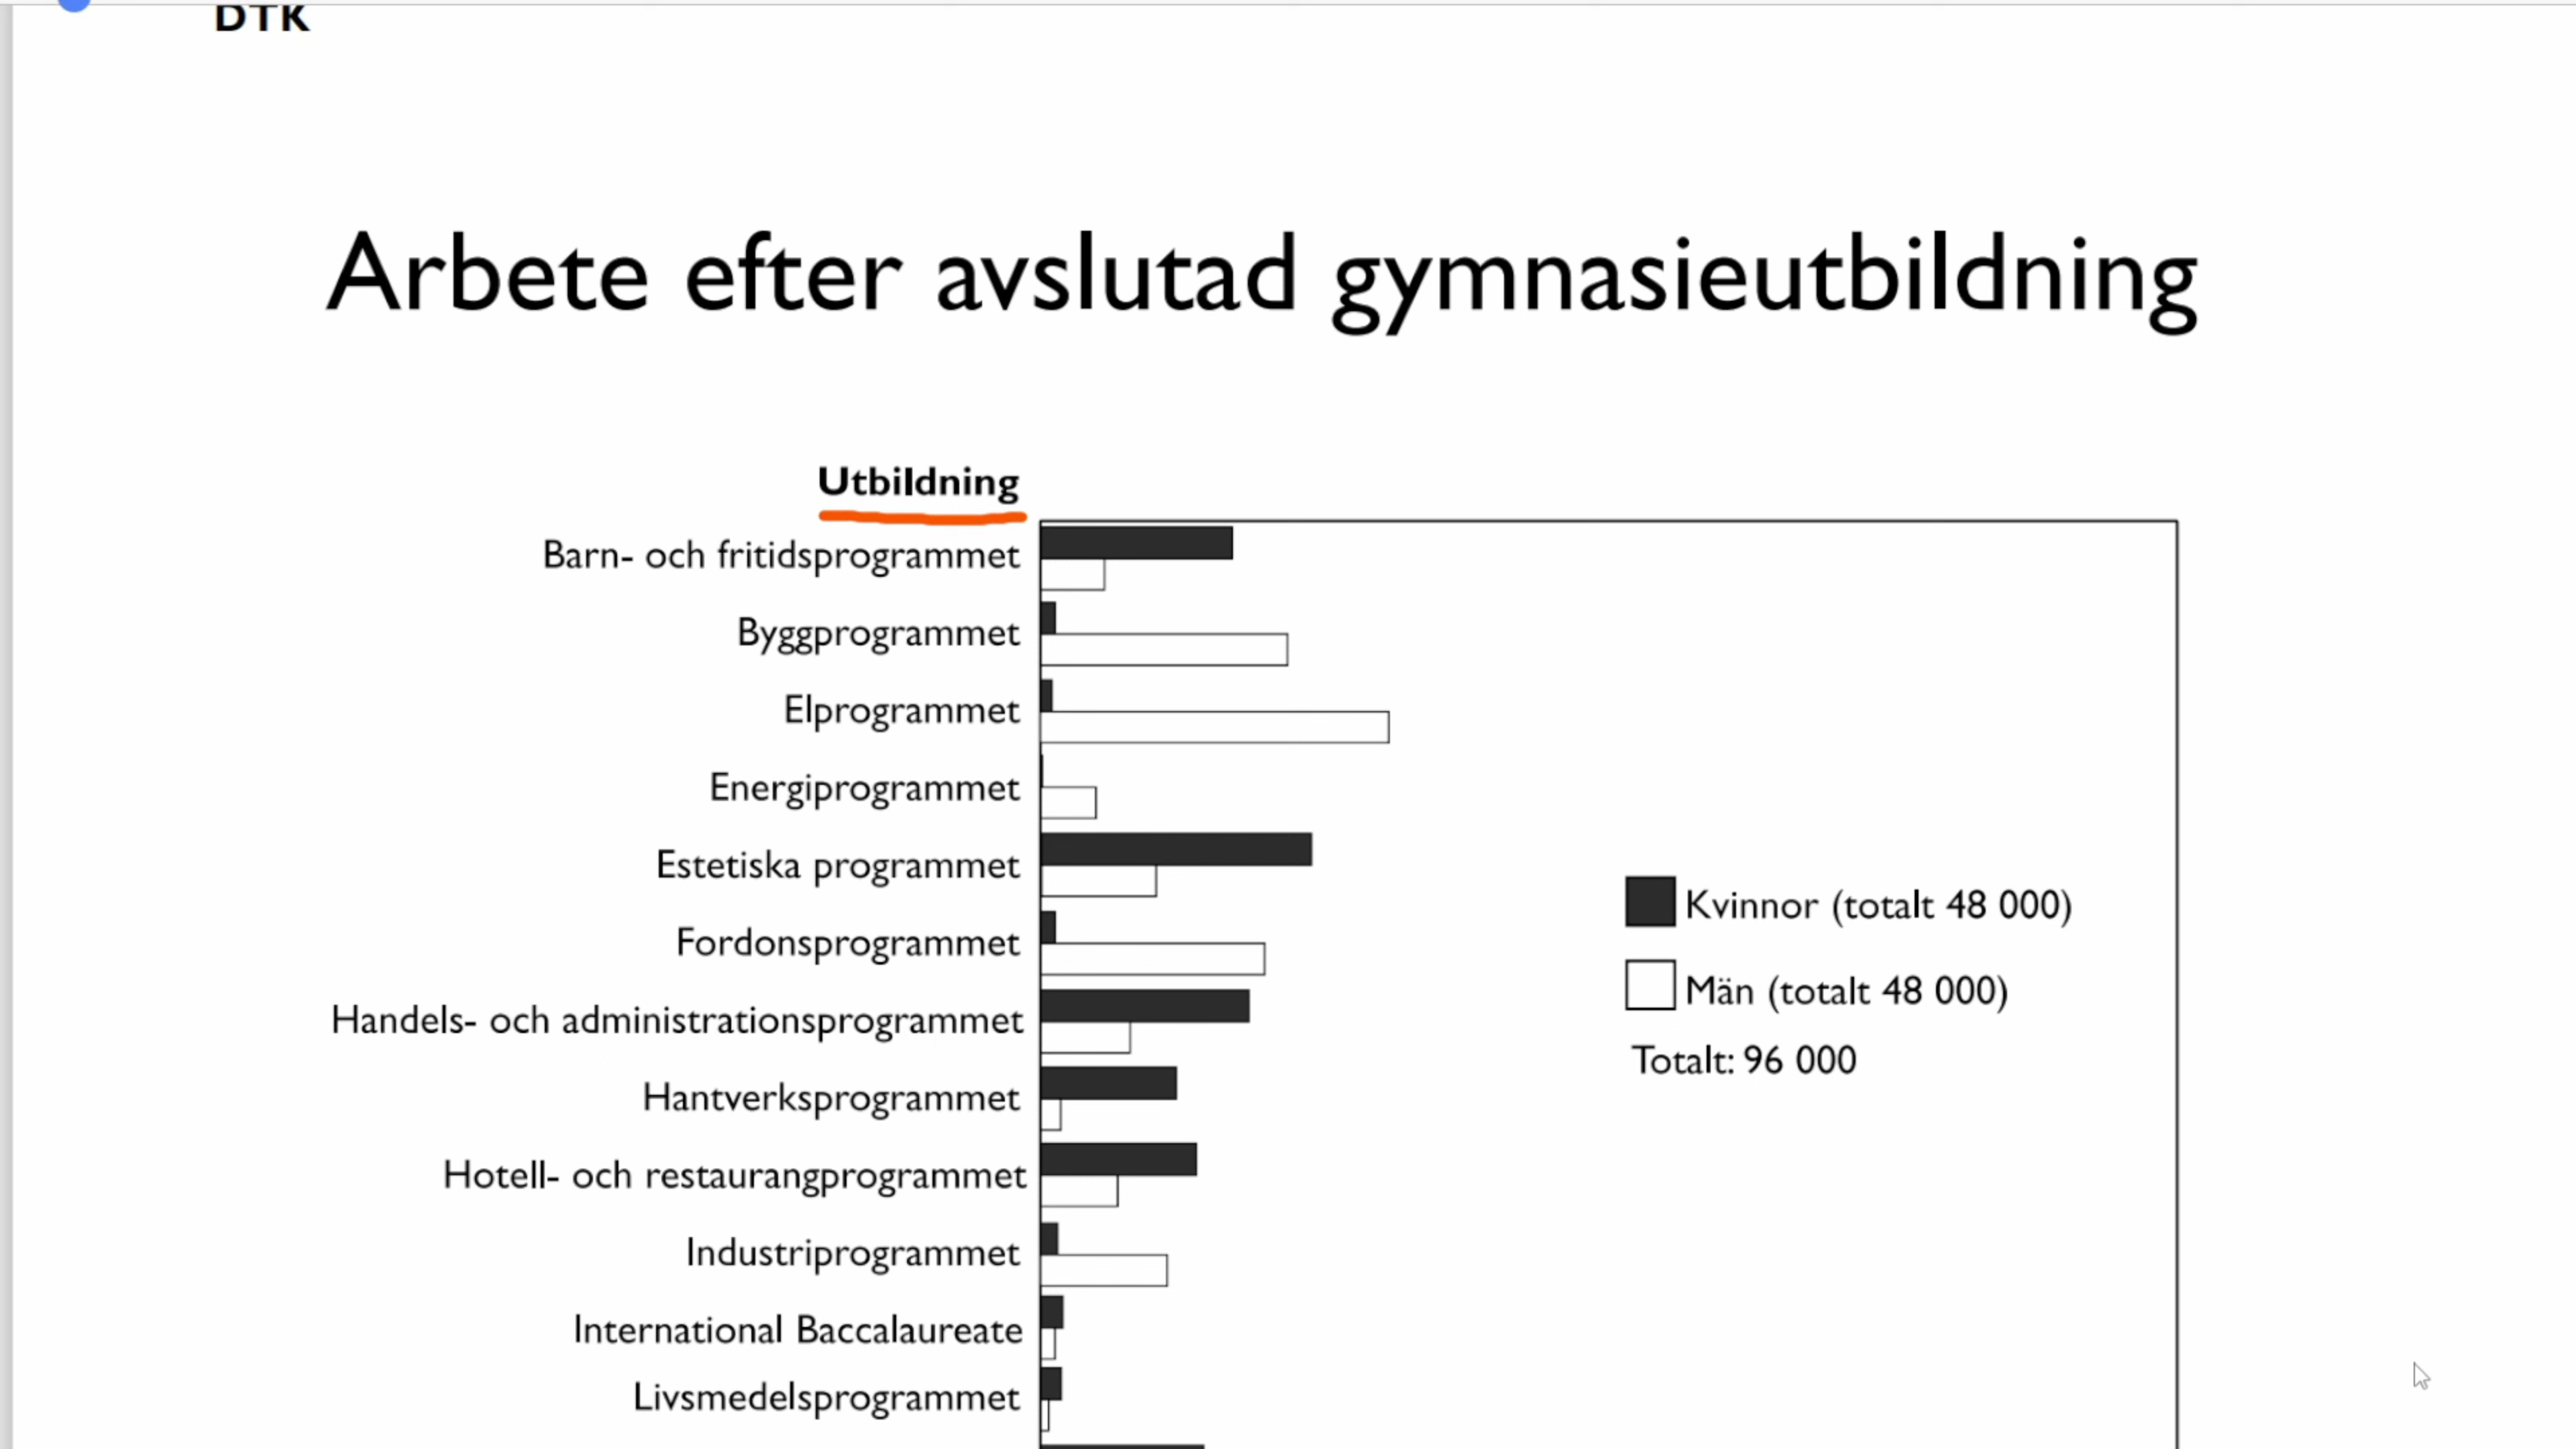 DTK
Arbete efter avslutad gymnasieutbildning
Utbildning
Barn- och fritidsprogrammet
Byggprogrammet
Elprogrammet
Energiprogrammet
Estetiska programmet
Fordonsprogrammet
Handels- och administrationsprogrammet
Hantverksprogrammet
Hotell- och restaurangprogrammet
Industriprogrammet
International Baccalaureate
Livsmedelsprogrammet
Kvinnor (totalt 48 000)
Män (totalt 48 000)
Totalt: 96 000